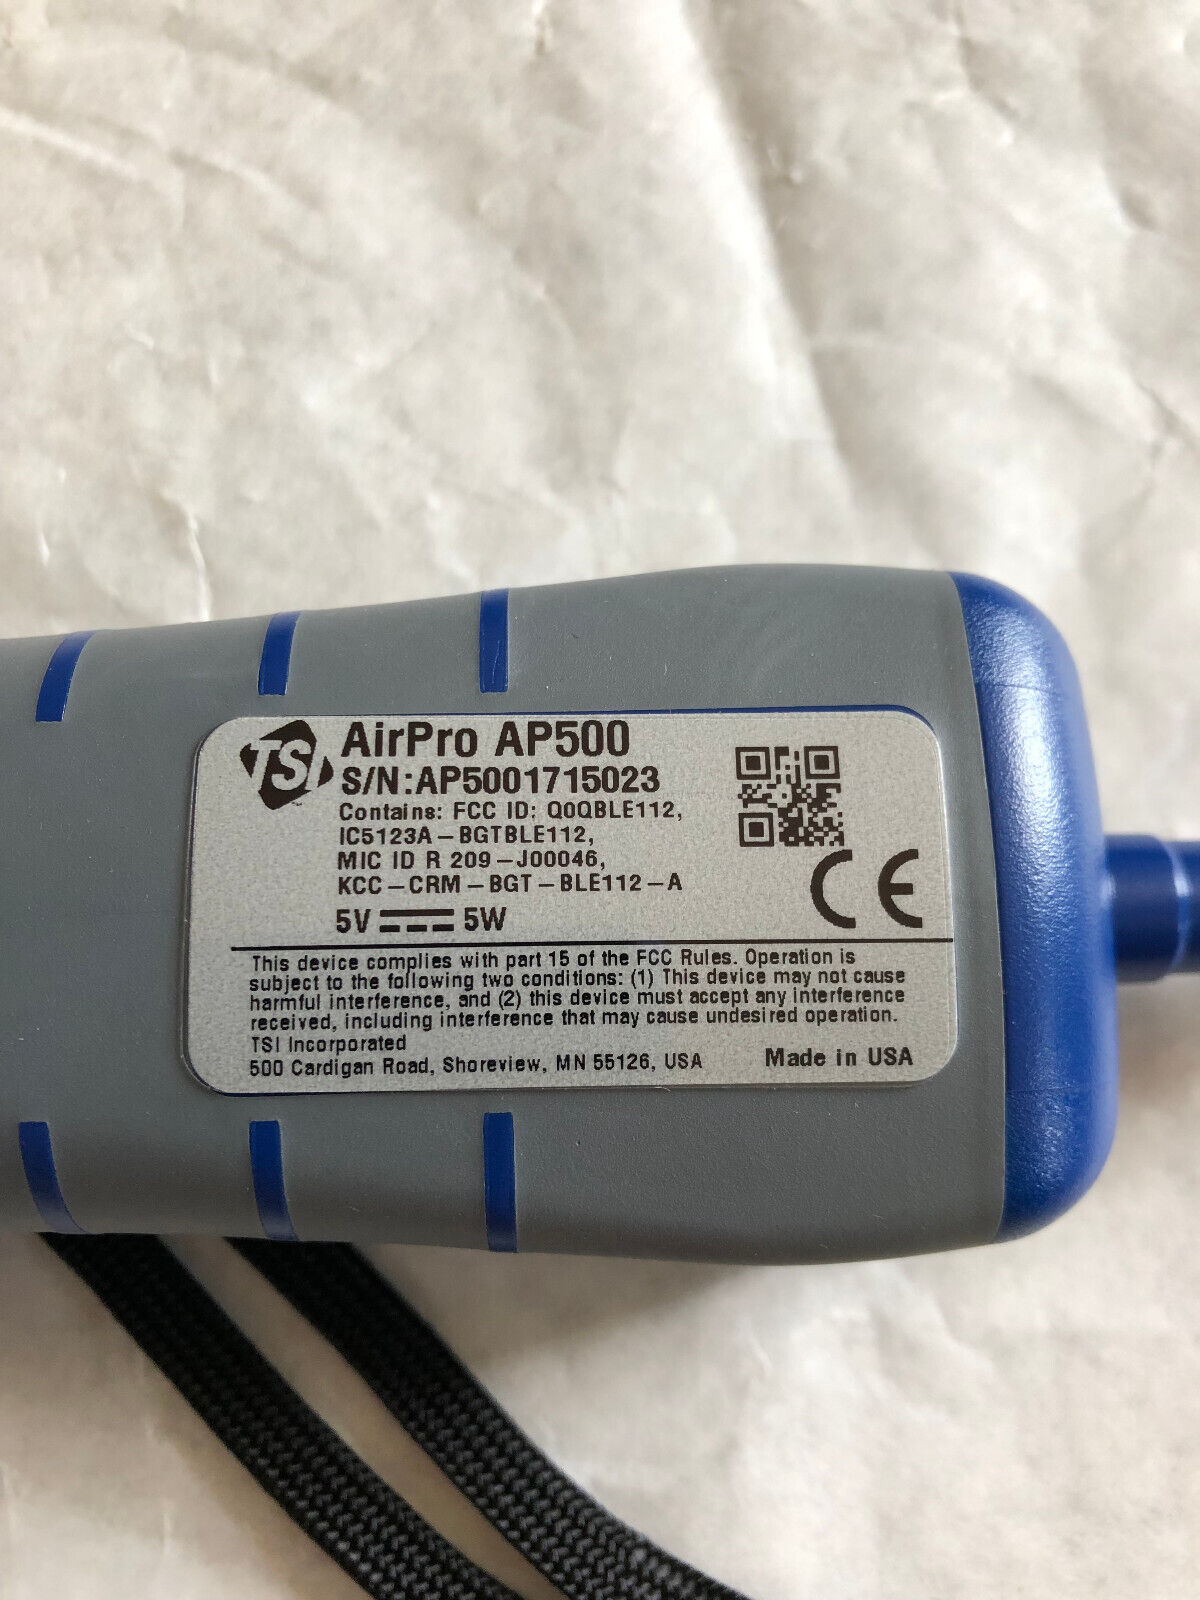 TSI AirPro AP500
S/N:AP5001715023
Contains: FCC ID: QOQBLE112,
IC5123A-BGTBLE112,
MIC ID R 209-J00046,
KCC-CRM-BGT-BLE112-A
5V ⎓ 5W
CE
This device complies with part 15 of the FCC Rules. Operation is
subject to the following two conditions: (1) This device may not cause
harmful interference, and (2) this device must accept any interference
received, including interference that may cause undesired operation.
TSI Incorporated
500 Cardigan Road, Shoreview, MN 55126, USA
Made in USA